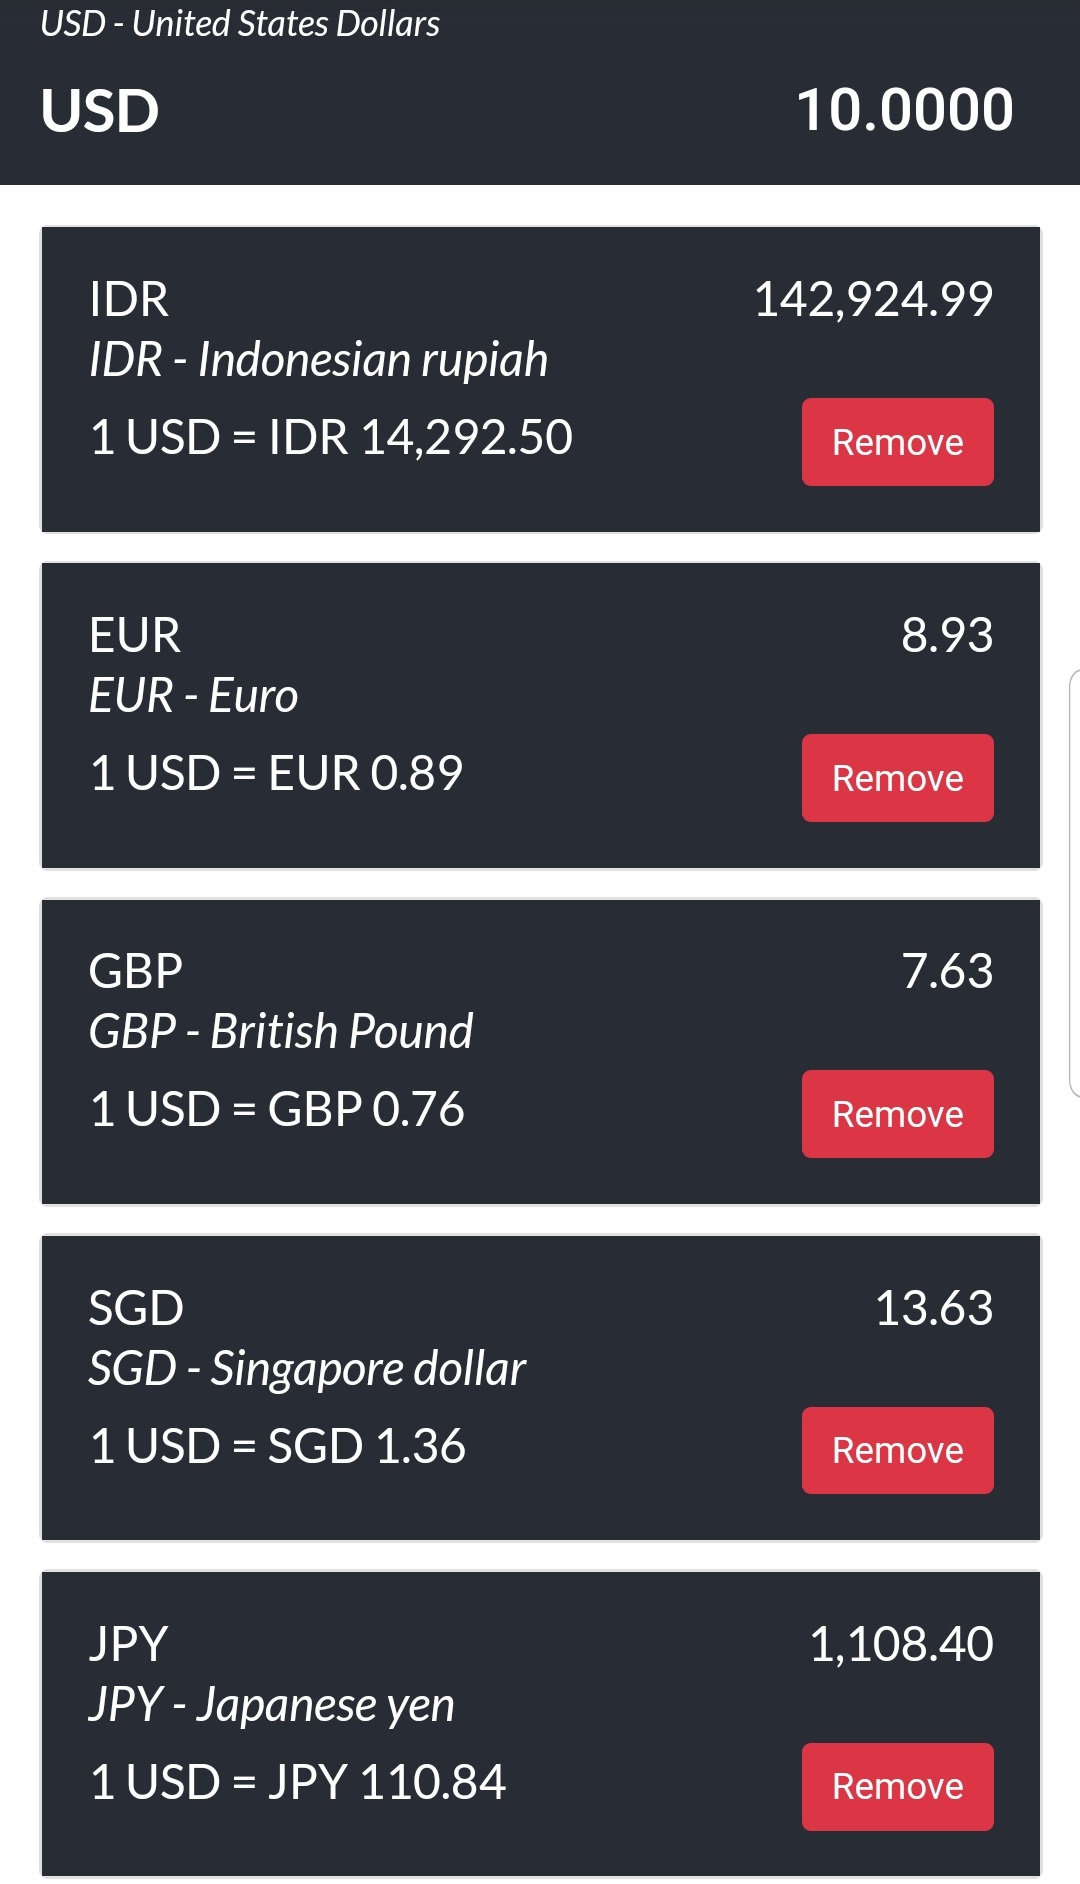 USD - United States Dollars
USD 10.0000
IDR 142,924.99
IDR - Indonesian rupiah
1 USD = IDR 14,292.50 Remove
EUR 8.93
EUR - Euro
1 USD = EUR 0.89 Remove
GBP 7.63
GBP - British Pound
1 USD = GBP 0.76 Remove
SGD 13.63
SGD - Singapore dollar
1 USD = SGD 1.36 Remove
JPY 1,108.40
JPY - Japanese yen
1 USD = JPY 110.84 Remove